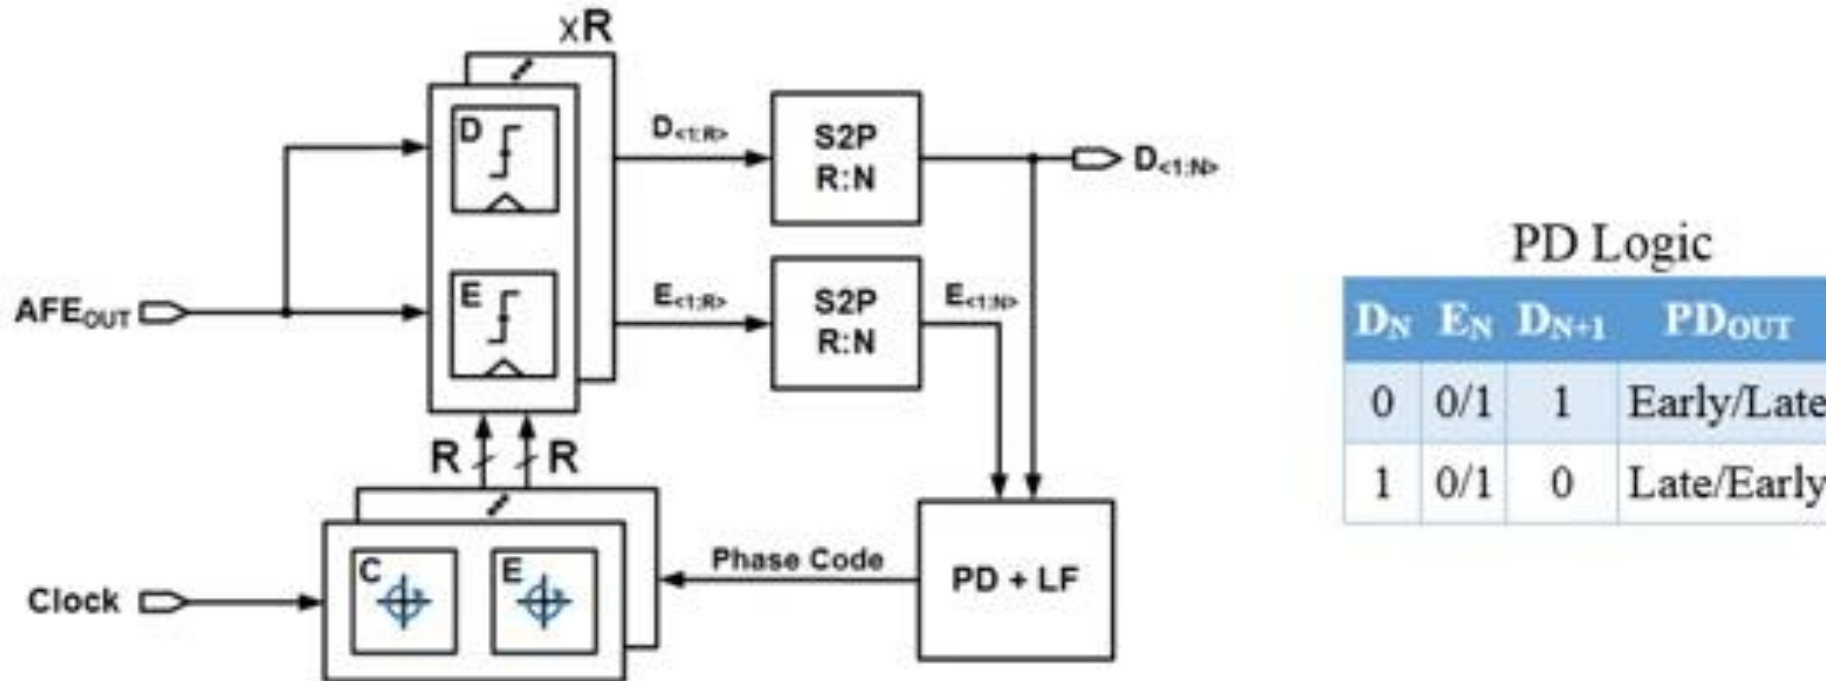 xR
D
D<1:R>
S2P
R:N
D<1:N>
AFEOUT
E
E<1:R>
S2P
R:N
E<1:N>
R R
C E
Clock
Phase Code
PD + LF
PD Logic
DN EN DN+1 PDOUT
0 0/1 1 Early/Late
1 0/1 0 Late/Early